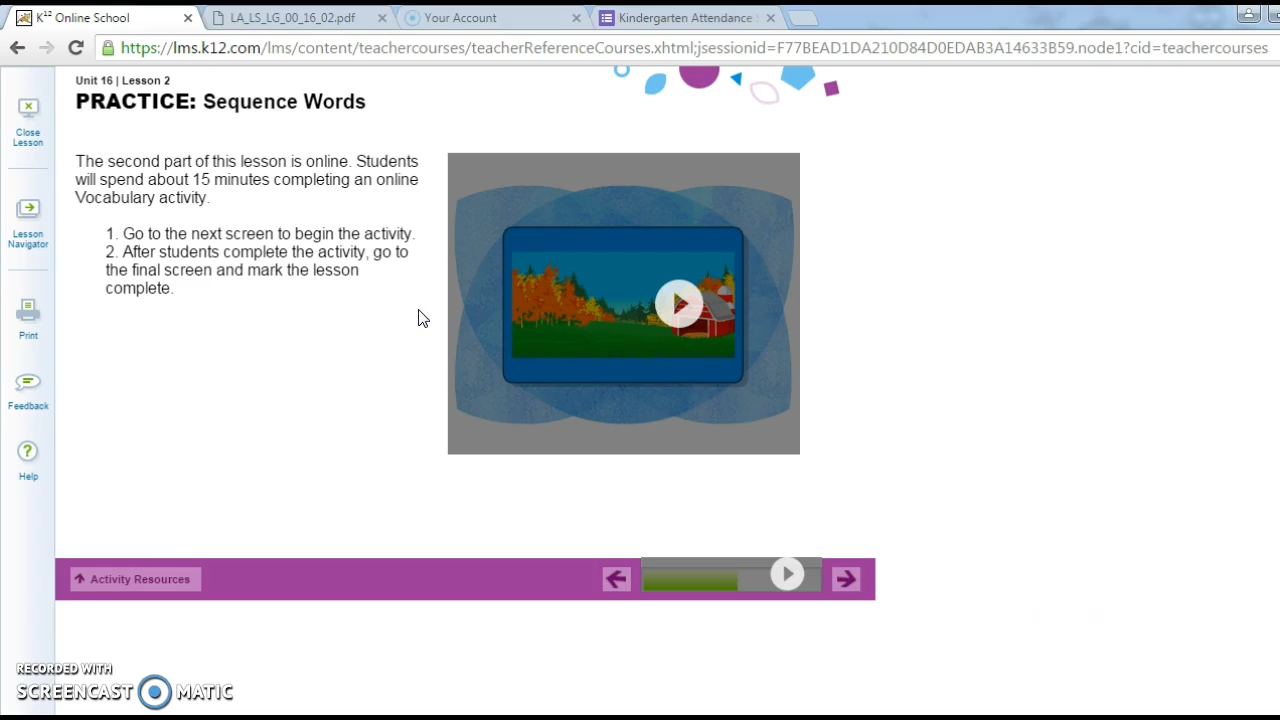 K¹² Online School
LA_LS_LG_00_16_02.pdf
Your Account
Kindergarten Attendance
https://lms.k12.com/lms/content/teachercourses/teacherReferenceCourses.xhtml;jsessionid=F77BEAD1DA210D84D0EDAB3A14633B59.node1?cid=teachercourses
Unit 16 | Lesson 2
PRACTICE: Sequence Words
Close
Lesson
Lesson
Navigator
Print
Feedback
Help
The second part of this lesson is online. Students
will spend about 15 minutes completing an online
Vocabulary activity.
1. Go to the next screen to begin the activity.
2. After students complete the activity, go to
the final screen and mark the lesson
complete.
Activity Resources
RECORDED WITH
SCREENCAST MATIC